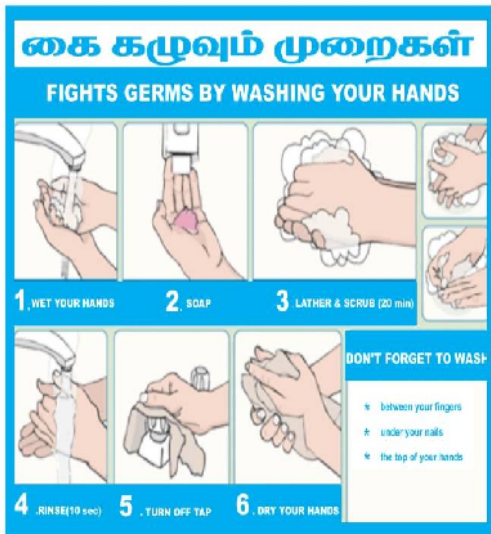 கை கழுவும் முறைகள்
FIGHTS GERMS BY WASHING YOUR HANDS
1 .WET YOUR HANDS
2 . SOAP
3 . LATHER & SCRUB (20 min)
4 .RINSE(10 sec)
5 . TURN OFF TAP
6 . DRY YOUR HANDS
DON'T FORGET TO WASH
* between your fingers
* under your nails
* the top of your hands